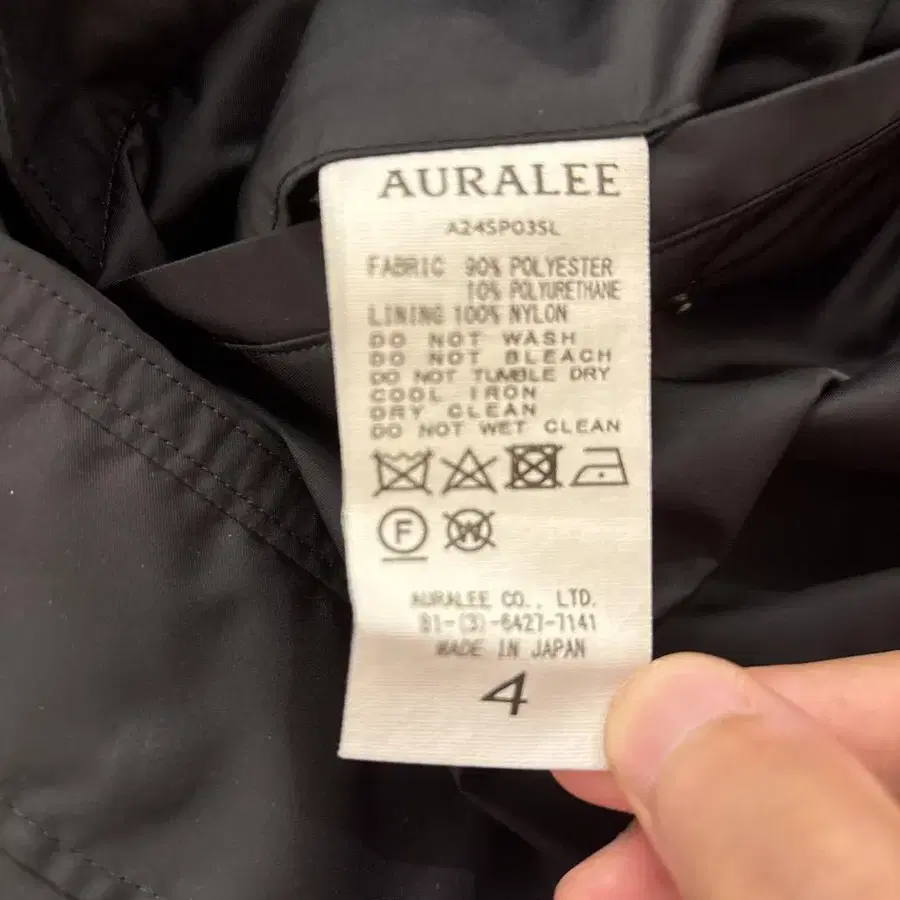 AURALEE
A24SP03SL
FABRIC 90% POLYESTER
10% POLYURETHANE
LINING 100% NYLON
DO NOT WASH
DO NOT BLEACH
DO NOT TUMBLE DRY
COOL IRON
DRY CLEAN
DO NOT WET CLEAN
F W
AURALEE CO., LTD.
81-(3)-6427-7141
MADE IN JAPAN
4